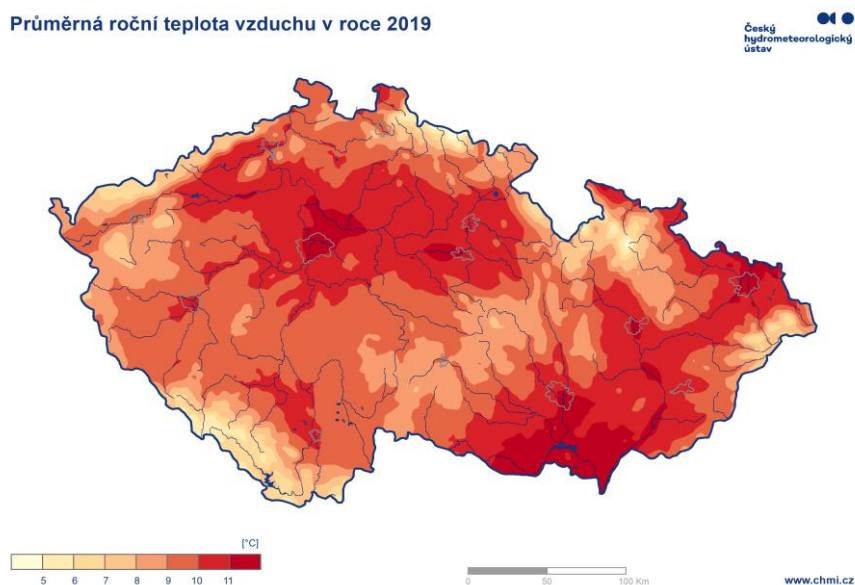 Průměrná roční teplota vzduchu v roce 2019
Český
hydrometeorologický
ústav
[°C]
5 6 7 8 9 10 11
0 50 100 Km
www.chmi.cz